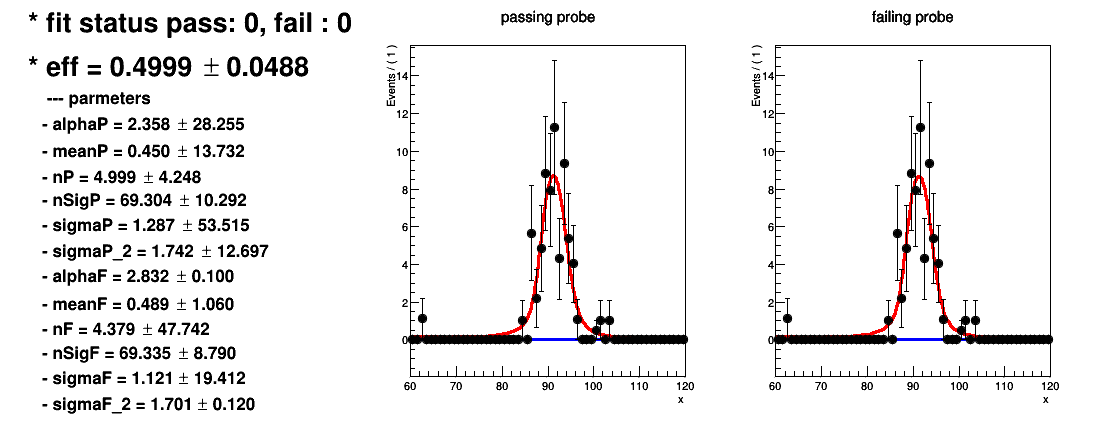 * fit status pass: 0, fail : 0
* eff = 0.4999 ± 0.0488
--- parmeters
- alphaP = 2.358 ± 28.255
- meanP = 0.450 ± 13.732
- nP = 4.999 ± 4.248
- nSigP = 69.304 ± 10.292
- sigmaP = 1.287 ± 53.515
- sigmaP_2 = 1.742 ± 12.697
- alphaF = 2.832 ± 0.100
- meanF = 0.489 ± 1.060
- nF = 4.379 ± 47.742
- nSigF = 69.335 ± 8.790
- sigmaF = 1.121 ± 19.412
- sigmaF_2 = 1.701 ± 0.120
passing probe
Events / ( 1 )
14
12
10
8
6
4
2
0
60 70 80 90 100 110 120
x
failing probe
Events / ( 1 )
14
12
10
8
6
4
2
0
60 70 80 90 100 110 120
x